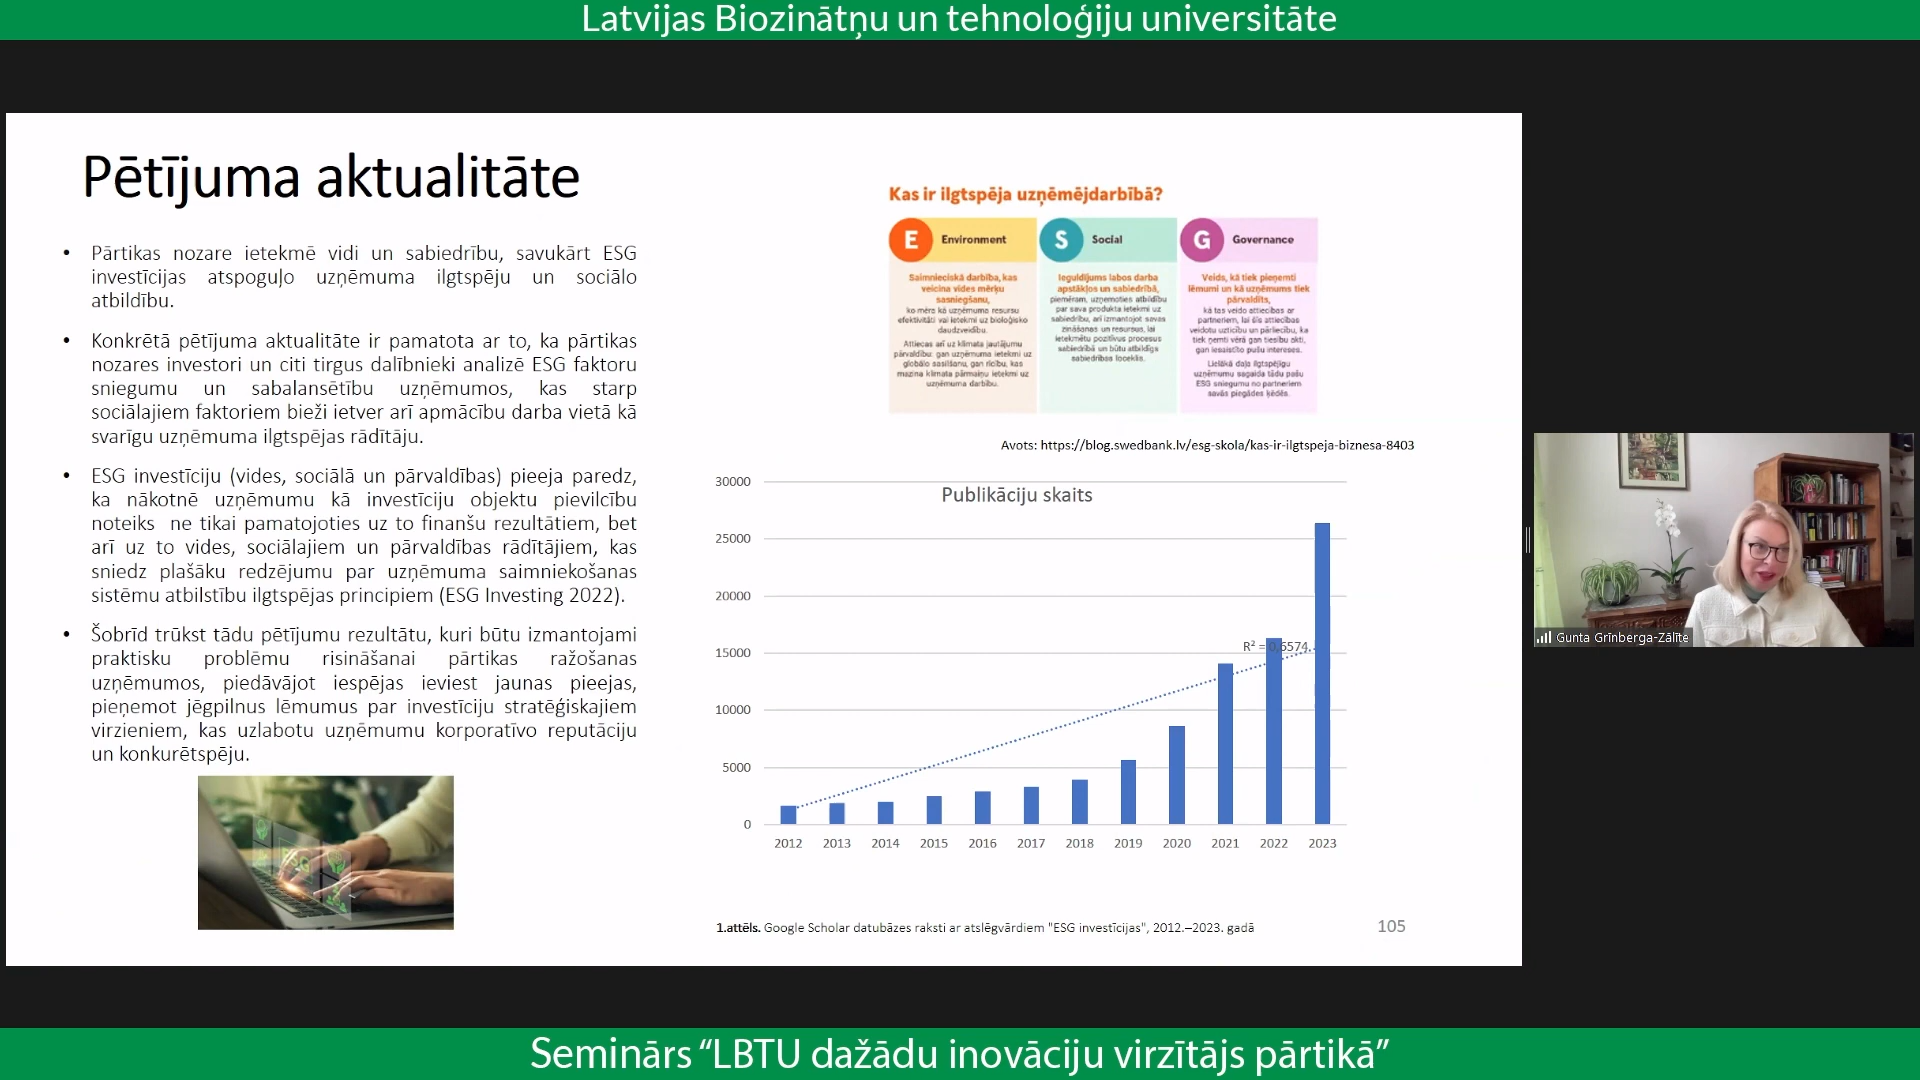 Latvijas Biozinātņu un tehnoloģiju universitāte
Pētījuma aktualitāte
• Pārtikas nozare ietekmē vidi un sabiedrību, savukārt ESG
investīcijas atspoguļo uzņēmuma ilgtspēju un sociālo
atbildību.
• Konkrētā pētījuma aktualitāte ir pamatota ar to, ka pārtikas
nozares investori un citi tirgus dalībnieki analizē ESG faktoru
sniegumu un sabalansētību uzņēmumos, kas starp
sociālajiem faktoriem bieži ietver arī apmācību darba vietā kā
svarīgu uzņēmuma ilgtspējas rādītāju.
• ESG investīciju (vides, sociālā un pārvaldības) pieeja paredz,
ka nākotnē uzņēmumu kā investīciju objektu pievilcību
noteiks ne tikai pamatojoties uz to finanšu rezultātiem, bet
arī uz to vides, sociālajiem un pārvaldības rādītājiem, kas
sniedz plašāku redzējumu par uzņēmuma saimniekošanas
sistēmu atbilstību ilgtspējas principiem (ESG Investing 2022).
• Šobrīd trūkst tādu pētījumu rezultātu, kuri būtu izmantojami
praktisku problēmu risināšanai pārtikas ražošanas
uzņēmumos, piedāvājot iespējas ieviest jaunas pieejas,
pieņemot jēgpilnus lēmumus par investīciju stratēģiskajiem
virzieniem, kas uzlabotu uzņēmumu korporatīvo reputāciju
un konkurētspēju.
Kas ir ilgtspēja uzņēmējdarbībā?
E Environment
Saimnieciskā darbība, kas
veicina vides mērķu
sasniegšanu,
ko mēra kā uzņēmuma resursu
efektivitāti vai ietekmi uz bioloģisko
daudzveidību.
Attiecas arī uz klimata jautājumu
pārvaldību: gan uzņēmuma ietekmi uz
globālo sasilšanu, gan rīcību, kas
mazina klimata pārmaiņu ietekmi uz
uzņēmuma darbību.
S Social
Ieguldījums labos darba
apstākļos un sabiedrībā,
piemēram, uzņemoties atbildību
par sava produkta ietekmi uz
sabiedrību, arī izmantojot savas
zināšanas un resursus, lai
ietekmētu pozitīvus procesus
sabiedrībā un būtu atbildīgs
sabiedrības loceklis.
G Governance
Veids, kā tiek pieņemti
lēmumi un kā uzņēmums tiek
pārvaldīts,
kā tas veido attiecības ar
partneriem, lai šīs attiecības
veidotu uzticību un pārliecību, ka
tiek ņemti vērā gan tiesību akti,
gan iesaistīto pušu intereses.
Lielākā daļa ilgtspējīgu
uzņēmumu sagaida tādu pašu
ESG sniegumu no partneriem
savās piegādes ķēdēs.
Avots: https://blog.swedbank.lv/esg-skola/kas-ir-ilgtspeja-biznesa-8403
Publikāciju skaits
30000
25000
20000
15000
10000
5000
0
R² = 0,6574
2012 2013 2014 2015 2016 2017 2018 2019 2020 2021 2022 2023
1.attēls. Google Scholar datubāzes raksti ar atslēgvārdiem "ESG investīcijas", 2012.–2023. gadā
105
Gunta Grīnberga-Zālīte
Seminārs “LBTU dažādu inovāciju virzītājs pārtikā”